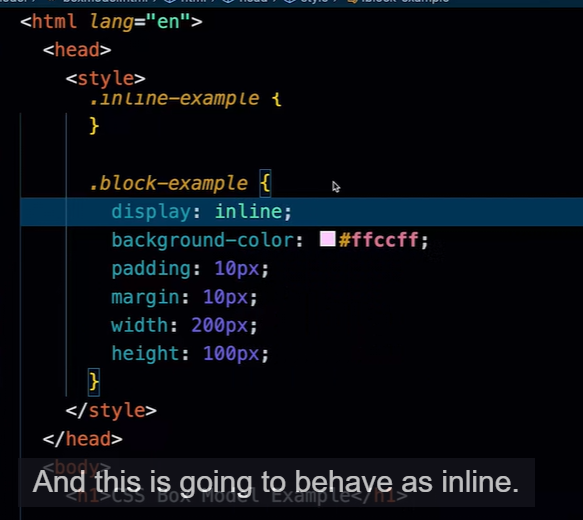 <html lang="en">
<head>
<style>
.inline-example {
}
.block-example {
display: inline;
background-color: #ffccff;
padding: 10px;
margin: 10px;
width: 200px;
height: 100px;
}
</style>
</head>
<body>
And this is going to behave as inline.
<h1>CSS Box Model Example</h1>